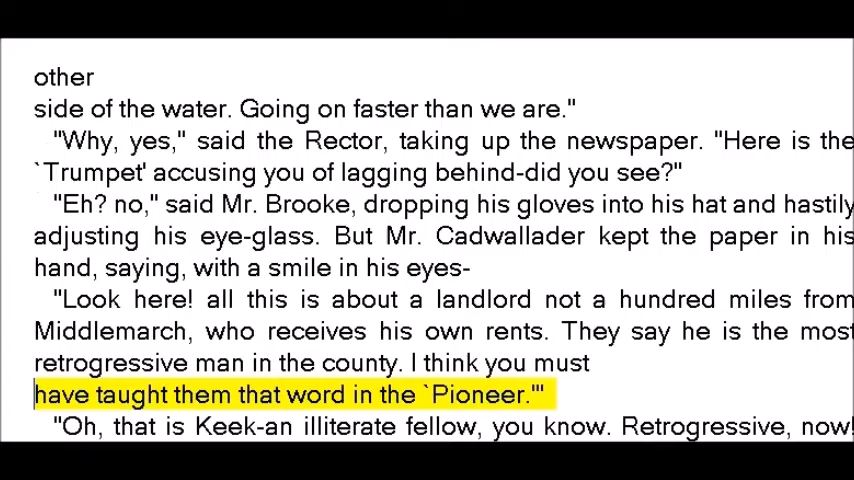 other
side of the water. Going on faster than we are."
"Why, yes," said the Rector, taking up the newspaper. "Here is the
`Trumpet' accusing you of lagging behind-did you see?"
"Eh? no," said Mr. Brooke, dropping his gloves into his hat and hastily
adjusting his eye-glass. But Mr. Cadwallader kept the paper in his
hand, saying, with a smile in his eyes-
"Look here! all this is about a landlord not a hundred miles from
Middlemarch, who receives his own rents. They say he is the most
retrogressive man in the county. I think you must
have taught them that word in the `Pioneer.'"
"Oh, that is Keek-an illiterate fellow, you know. Retrogressive, now!